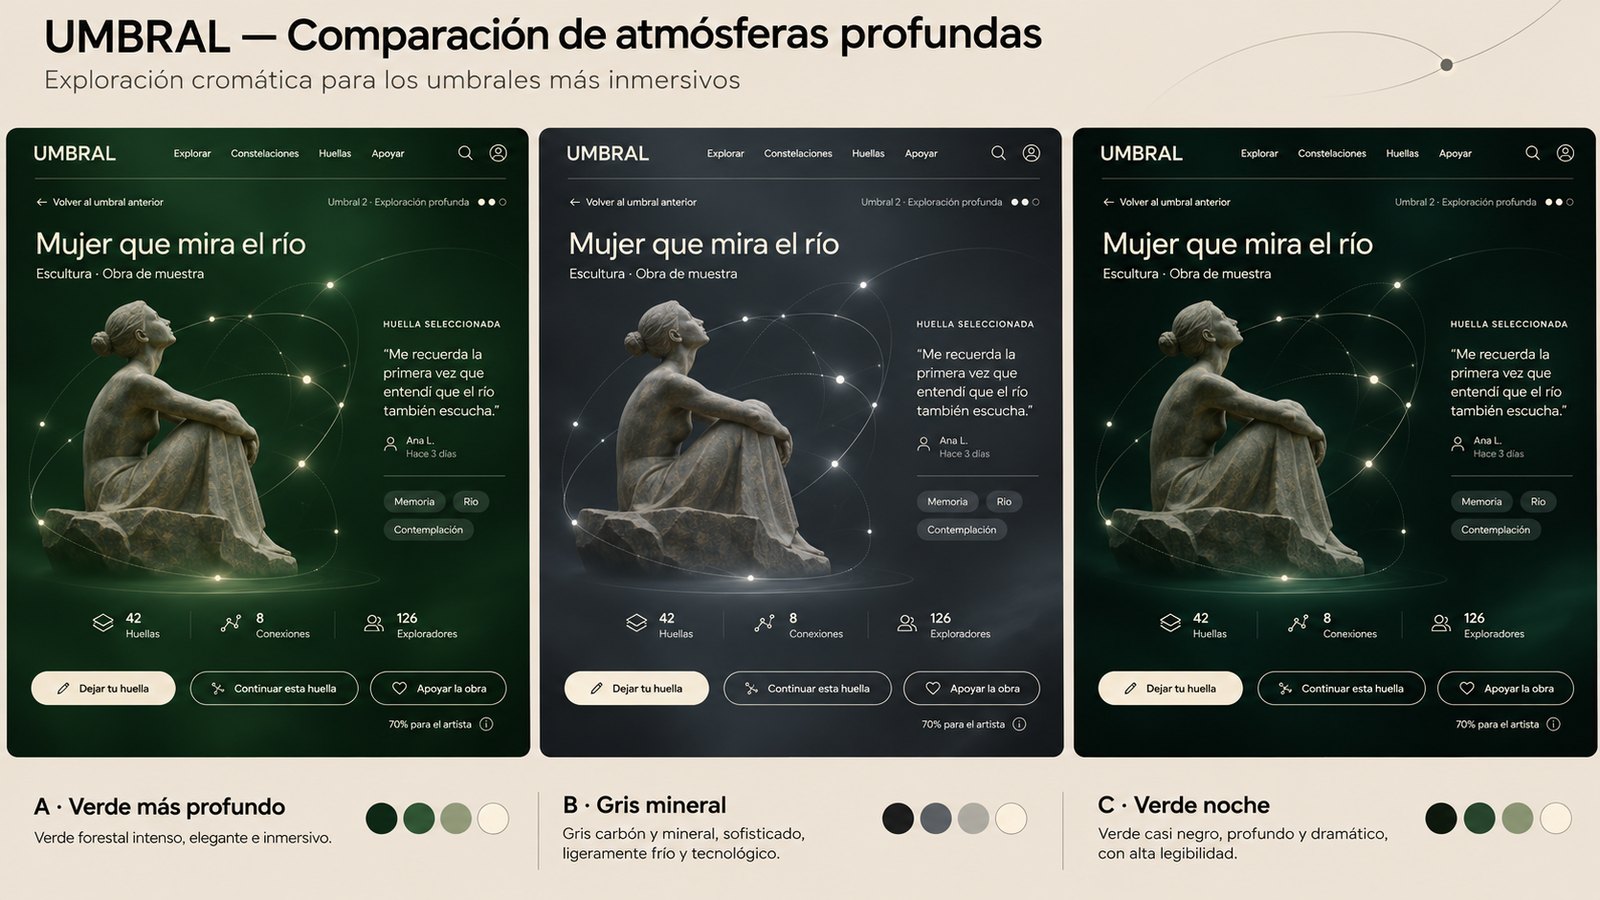 UMBRAL — Comparación de atmósferas profundas
Exploración cromática para los umbrales más inmersivos
UMBRAL
Explorar Constelaciones Huellas Apoyar
← Volver al umbral anterior
Umbral 2 · Exploración profunda
Mujer que mira el río
Escultura · Obra de muestra
HUELLA SELECCIONADA
“Me recuerda la
primera vez que
entendí que el río
también escucha.”
Ana L.
Hace 3 días
Memoria Rio
Contemplación
42
Huellas
8
Conexiones
126
Exploradores
Dejar tu huella
Continuar esta huella
Apoyar la obra
70% para el artista
UMBRAL
Explorar Constelaciones Huellas Apoyar
← Volver al umbral anterior
Umbral 2 · Exploración profunda
Mujer que mira el río
Escultura · Obra de muestra
HUELLA SELECCIONADA
“Me recuerda la
primera vez que
entendí que el río
también escucha.”
Ana L.
Hace 3 días
Memoria Rio
Contemplación
42
Huellas
8
Conexiones
126
Exploradores
Dejar tu huella
Continuar esta huella
Apoyar la obra
70% para el artista
UMBRAL
Explorar Constelaciones Huellas Apoyar
← Volver al umbral anterior
Umbral 2 · Exploración profunda
Mujer que mira el río
Escultura · Obra de muestra
HUELLA SELECCIONADA
“Me recuerda la
primera vez que
entendí que el río
también escucha.”
Ana L.
Hace 3 días
Memoria Rio
Contemplación
42
Huellas
8
Conexiones
126
Exploradores
Dejar tu huella
Continuar esta huella
Apoyar la obra
70% para el artista
A · Verde más profundo
Verde forestal intenso, elegante e inmersivo.
B · Gris mineral
Gris carbón y mineral, sofisticado,
ligeramente frío y tecnológico.
C · Verde noche
Verde casi negro, profundo y dramático,
con alta legibilidad.